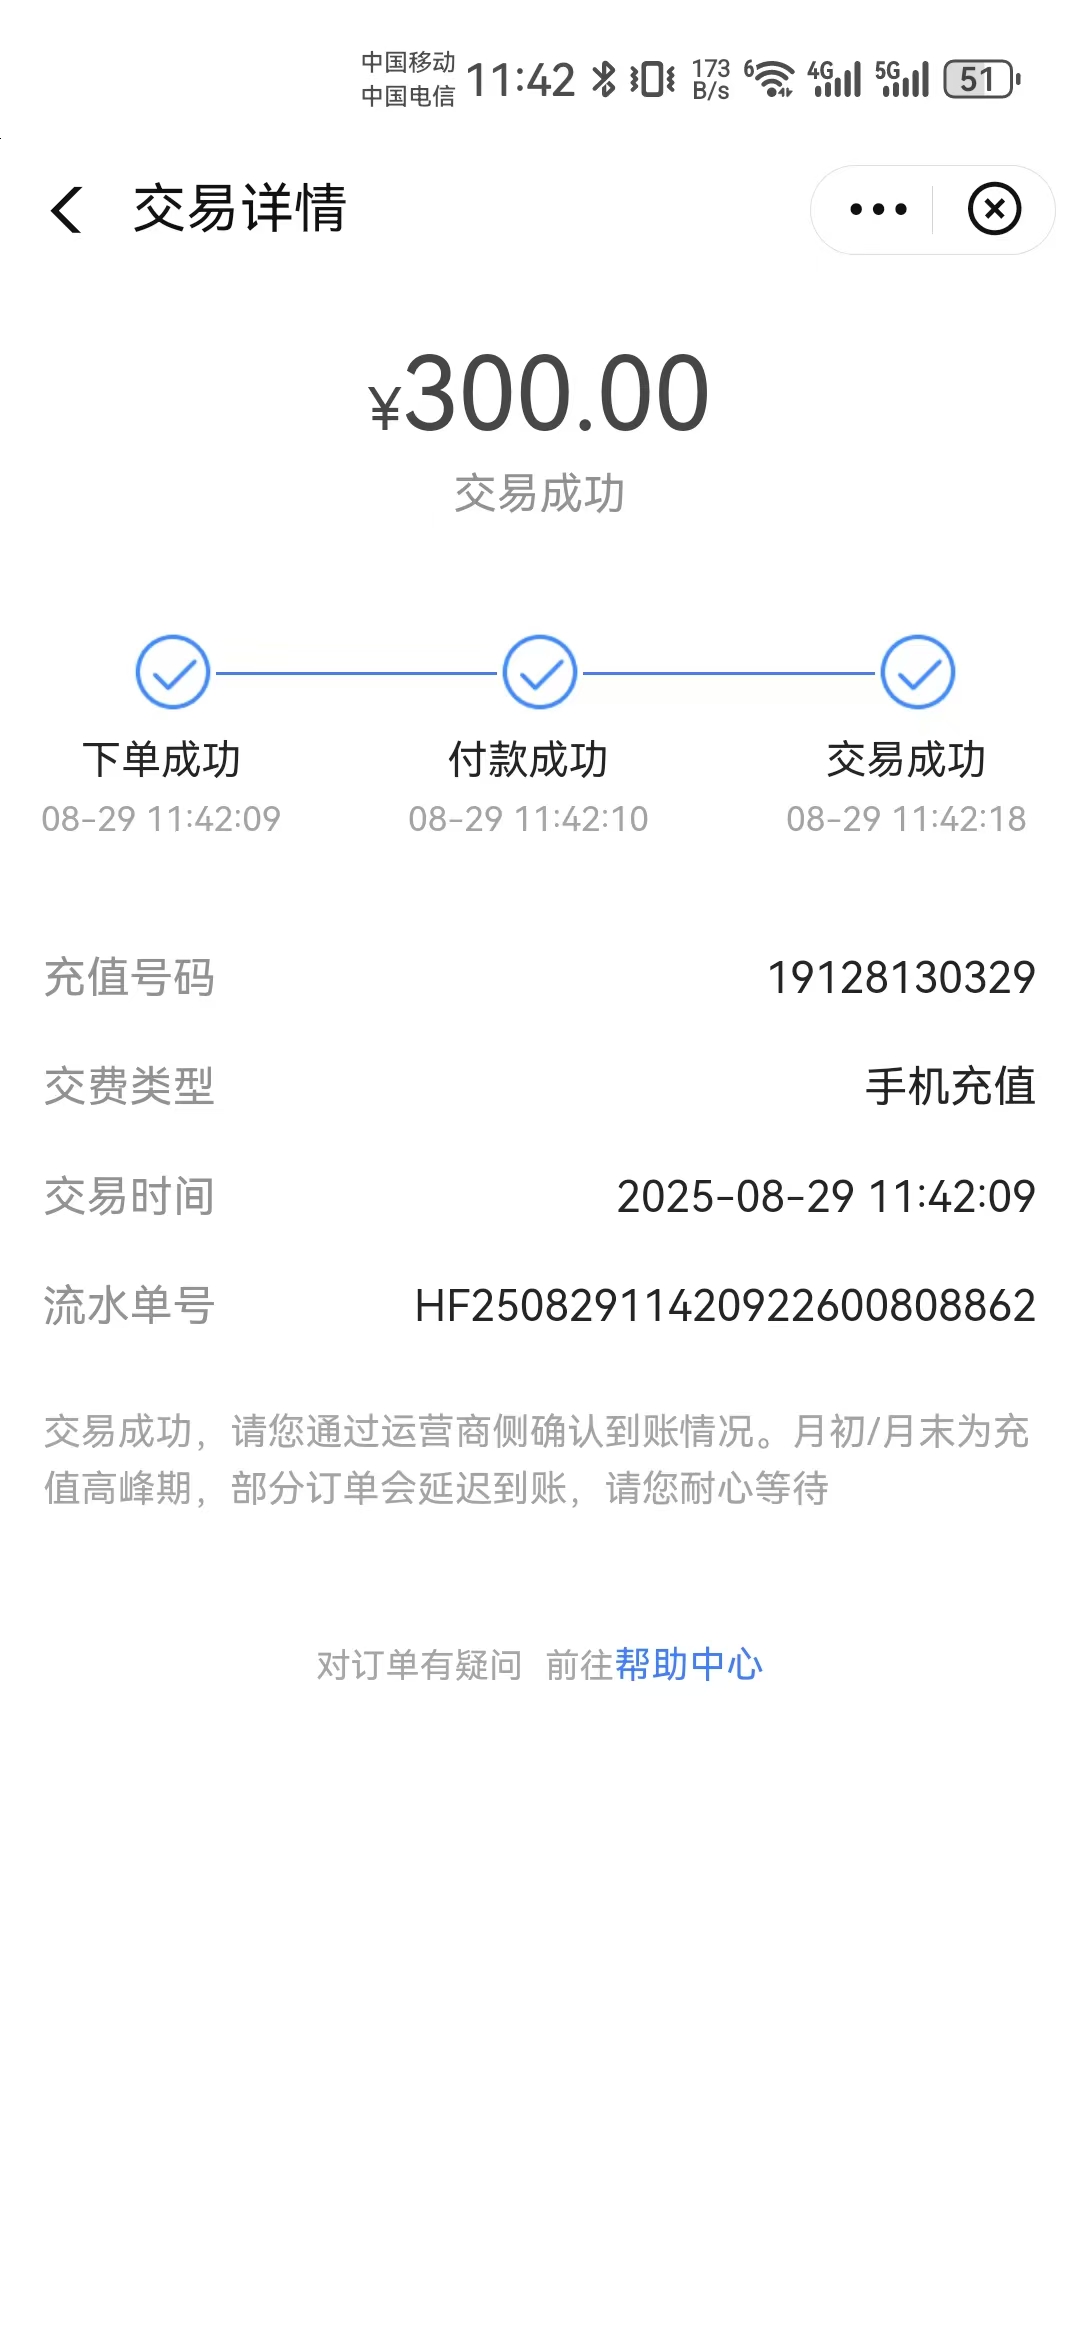 中国移动
中国电信
11:42
173
B/s
6
4G
5G
51
交易详情
¥300.00
交易成功
下单成功 付款成功 交易成功
08-29 11:42:09 08-29 11:42:10 08-29 11:42:18
充值号码 19128130329
交费类型 手机充值
交易时间 2025-08-29 11:42:09
流水单号 HF25082911420922600808862
交易成功，请您通过运营商侧确认到账情况。月初/月末为充
值高峰期，部分订单会延迟到账，请您耐心等待
对订单有疑问 前往帮助中心